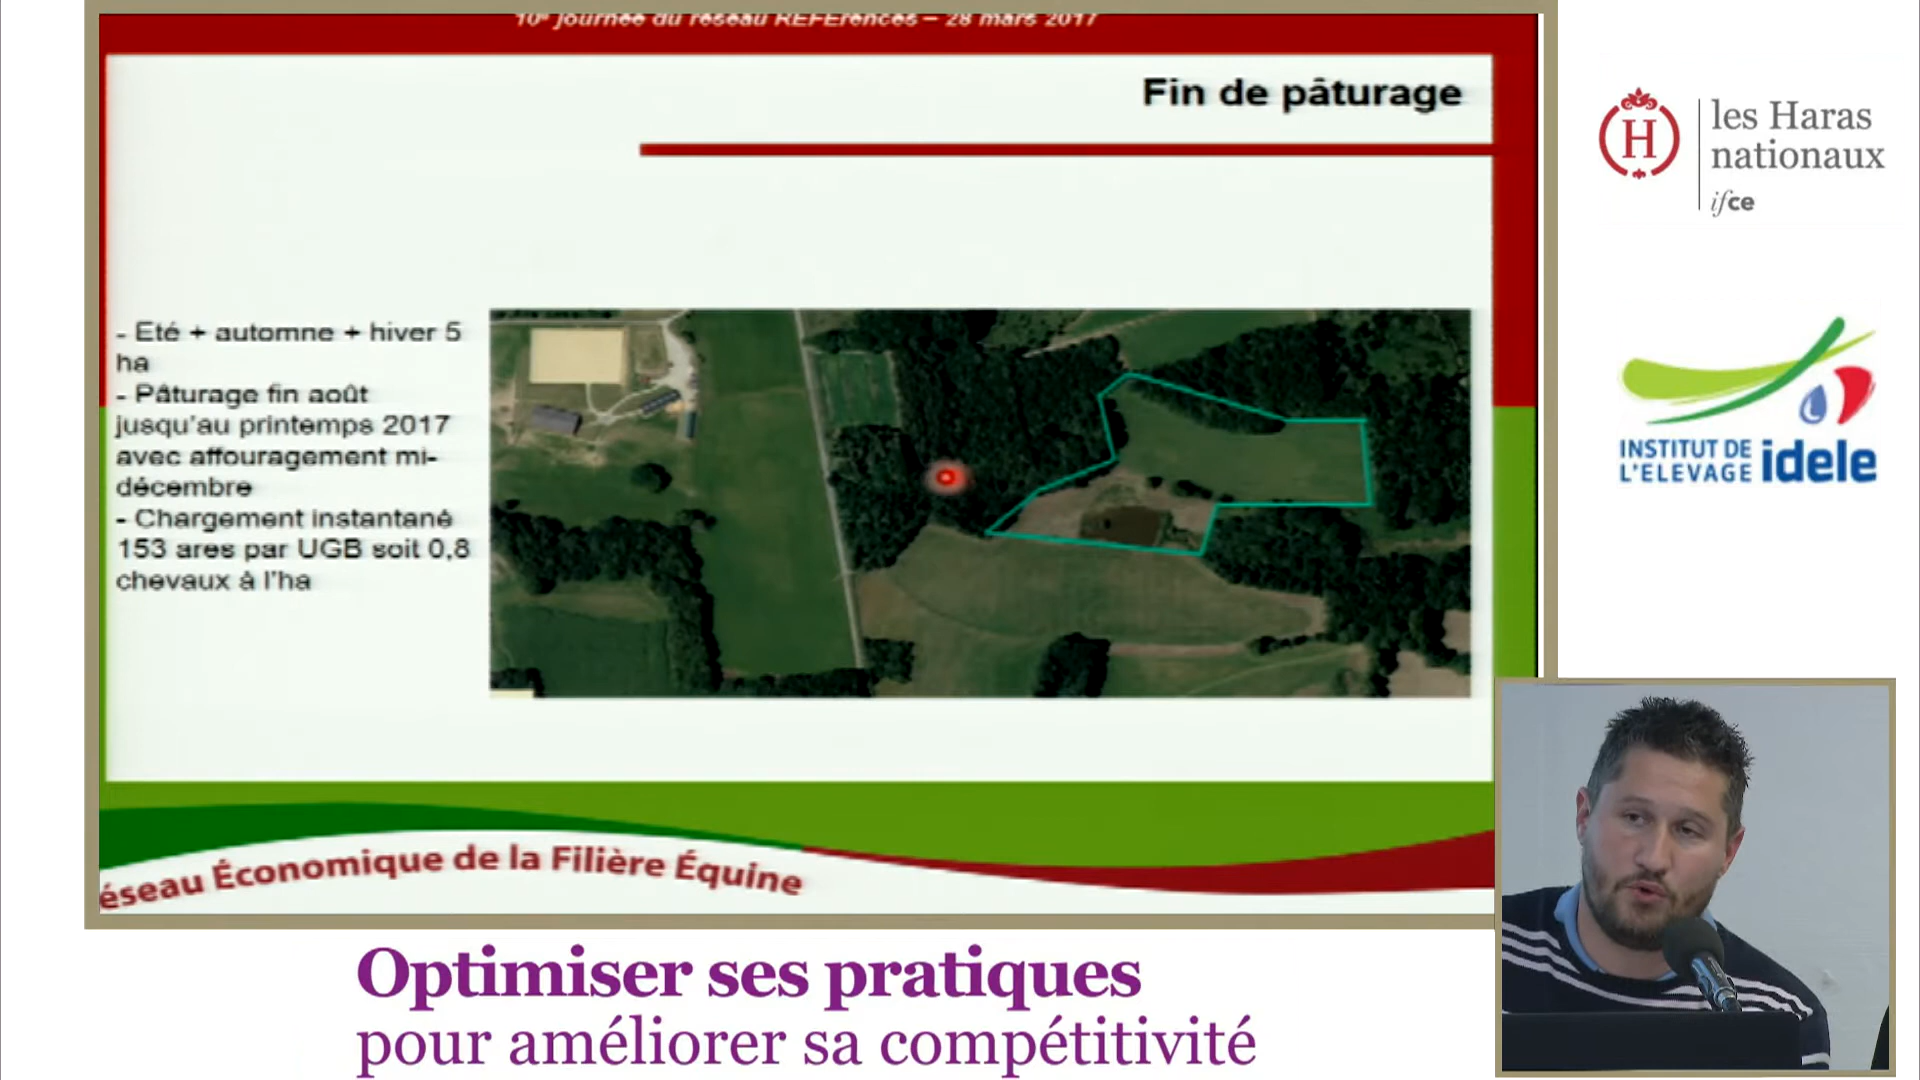 10e journée du réseau REFErences – 28 mars 2017
Fin de pâturage
- Eté + automne + hiver 5
ha
- Pâturage fin août
jusqu'au printemps 2017
avec affouragement mi-
décembre
- Chargement instantané
153 ares par UGB soit 0,8
chevaux à l'ha
éseau Économique de la Filière Équine
Optimiser ses pratiques
pour améliorer sa compétitivité
H
les Haras
nationaux
ifce
INSTITUT DE
L'ELEVAGE idele